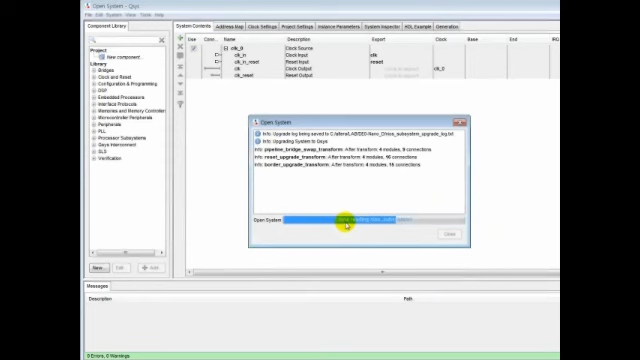 Open System - Qsys
File Edit System View Tools Help
Component Library
System Contents Address Map Clock Settings Project Settings Instance Parameters System Inspector HDL Example Generation
Use Conn... Name Description Export Clock Base End IRQ
clk_0 Clock Source
clk_in Clock Input clk
clk_in_reset Reset Input reset
clk Clock Output clk_0
clk_reset Reset Output
Project
New component...
Library
Bridges
Clock and Reset
Configuration & Programming
DSP
Embedded Processors
Interface Protocols
Memories and Memory Controllers
Microcontroller Peripherals
Peripherals
PLL
Processor Subsystems
Qsys Interconnect
SLS
Verification
New... Edit Add
Open System
Info: Upgrading System to Qsys
Info: pipeline_bridge_swap_transform: After transform: 4 modules, 9 connections
Info: reset_upgrade_transform: After transform: 4 modules, 16 connections
Info: border_upgrade_transform: After transform: 4 modules, 16 connections
Open System
Close
Messages
Description Path
0 Errors, 0 Warnings